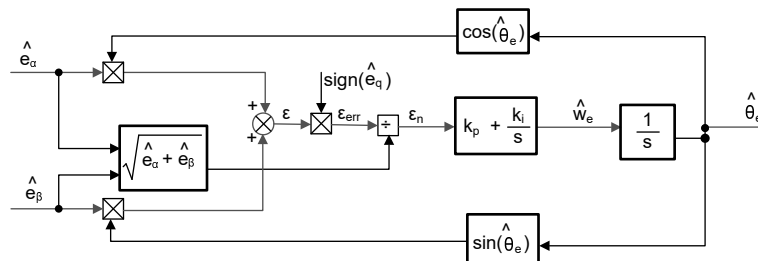 cos(θ̂e)
êα
sign(êq)
+
ε
εerr
÷
εn
kp + ki/s
ŵe
1/s
θ̂e
+
√êα + êβ
êβ
sin(θ̂e)